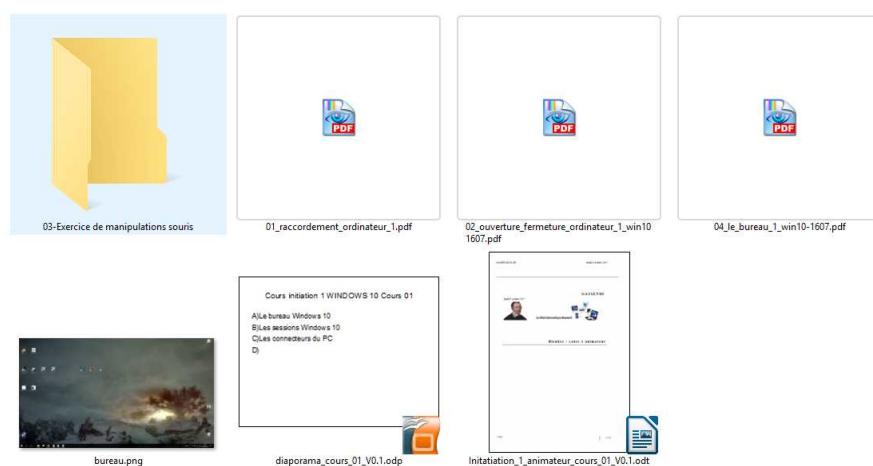 PDF
PDF
PDF
03-Exercice de manipulations souris
01_raccordement_ordinateur_1.pdf
02_ouverture_fermeture_ordinateur_1_win10
1607.pdf
04_le_bureau_1_win10-1607.pdf
Cours initiation 1 WINDOWS 10 Cours 01
A)Le bureau Windows 10
B)Les sessions Windows 10
C)Les connecteurs du PC
D)
bureau.png
diaporama_cours_01_V0.1.odp
Initatiation_1_animateur_cours_01_V0.1.odt